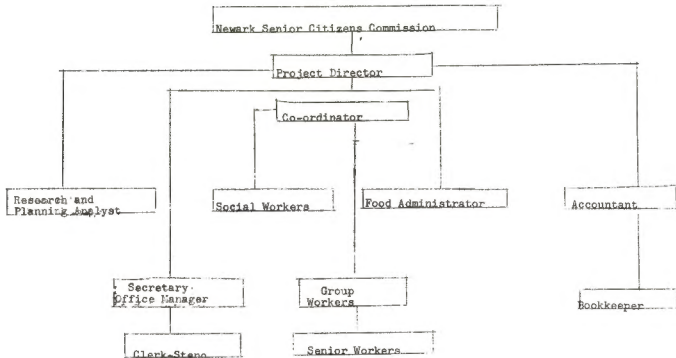 Newark Senior Citizens Commission
Project Director
Co-ordinator
Research and
Planning Analyst
Social Workers
Food Administrator
Accountant
Secretary-
Office Manager
Group
Workers
Bookkeeper
Clerk-Steno
Senior Workers